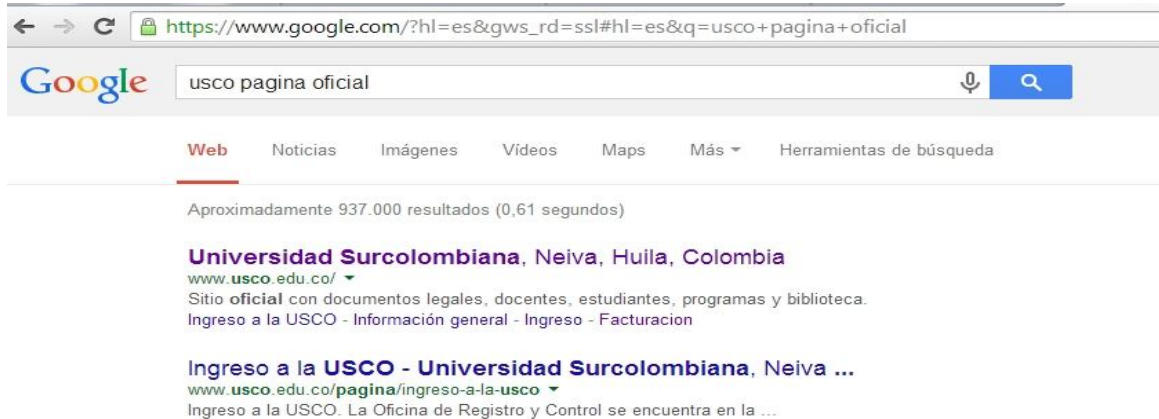 https://www.google.com/?hl=es&gws_rd=ssl#hl=es&q=usco+pagina+oficial
Google usco pagina oficial
Web Noticias Imágenes Vídeos Maps Más Herramientas de búsqueda
Aproximadamente 937.000 resultados (0,61 segundos)
Universidad Surcolombiana, Neiva, Huila, Colombia
www.usco.edu.co/
Sitio oficial con documentos legales, docentes, estudiantes, programas y biblioteca.
Ingreso a la USCO - Información general - Ingreso - Facturacion
Ingreso a la USCO - Universidad Surcolombiana, Neiva ...
www.usco.edu.co/pagina/ingreso-a-la-usco
Ingreso a la USCO. La Oficina de Registro y Control se encuentra en la ...